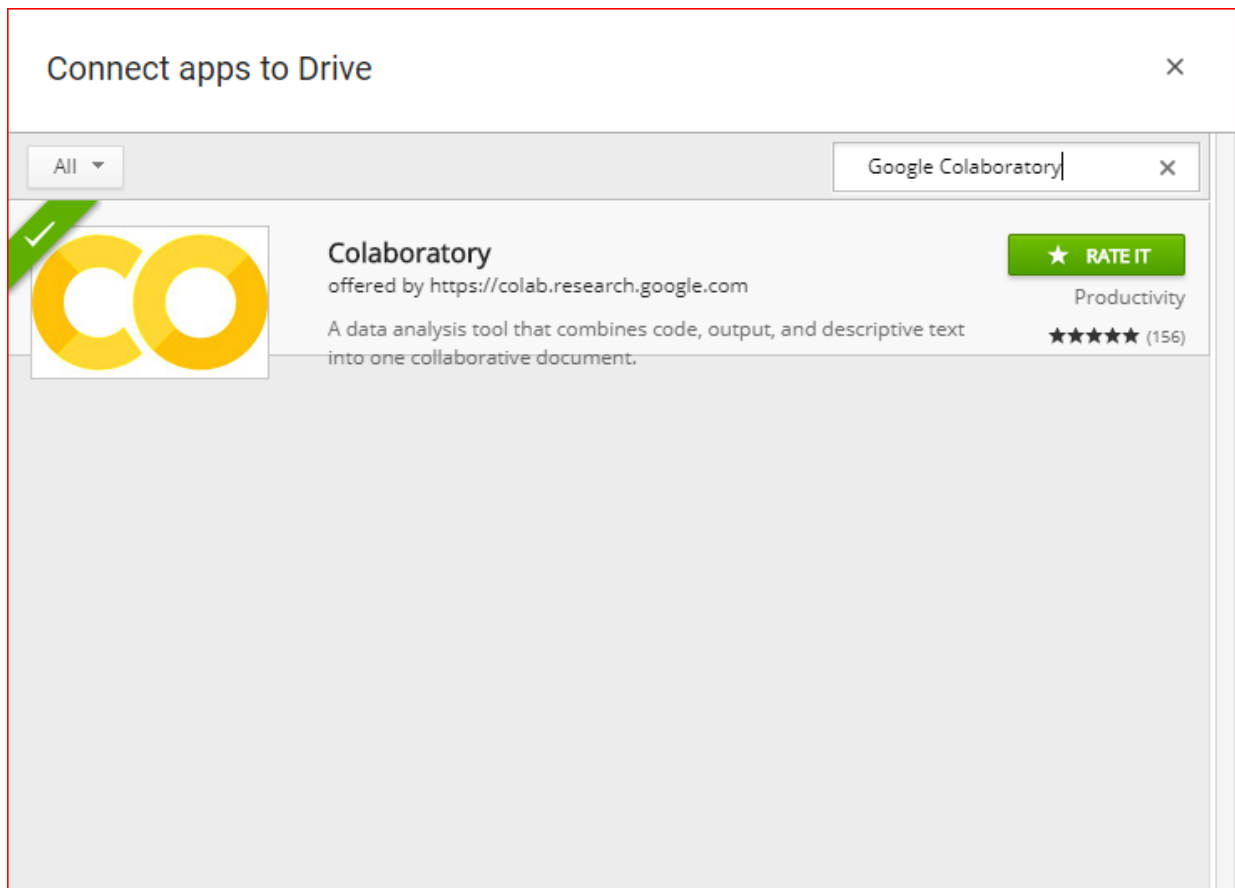 Connect apps to Drive
All
Google Colaboratory
CO
Colaboratory
offered by https://colab.research.google.com
A data analysis tool that combines code, output, and descriptive text
into one collaborative document.
RATE IT
Productivity
(156)